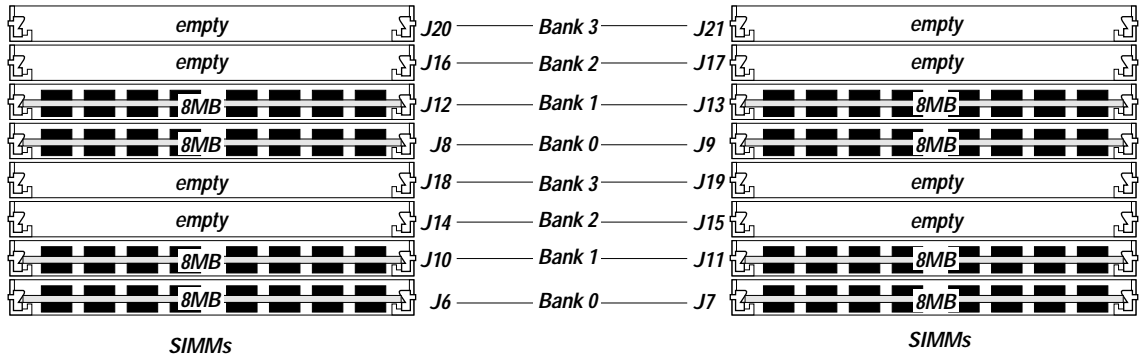 empty J20 Bank 3 J21 empty
empty J16 Bank 2 J17 empty
8MB J12 Bank 1 J13 8MB
8MB J8 Bank 0 J9 8MB
empty J18 Bank 3 J19 empty
empty J14 Bank 2 J15 empty
8MB J10 Bank 1 J11 8MB
8MB J6 Bank 0 J7 8MB
SIMMs SIMMs